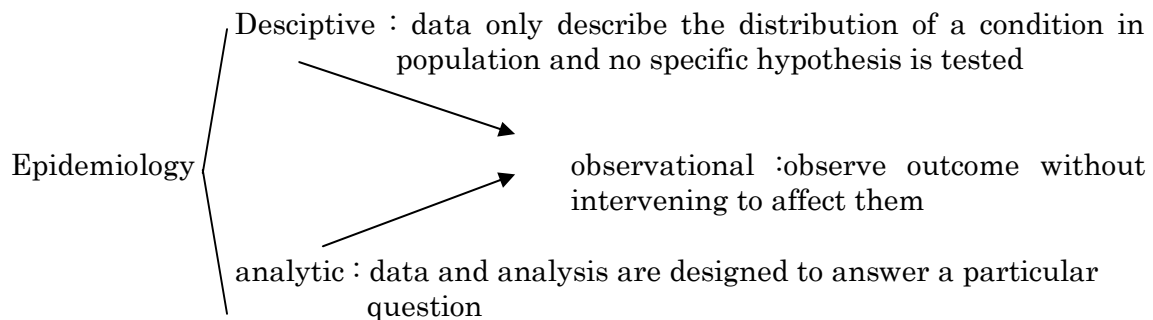 Desciptive : data only describe the distribution of a condition in
population and no specific hypothesis is tested
Epidemiology
observational :observe outcome without
intervening to affect them
analytic : data and analysis are designed to answer a particular
question